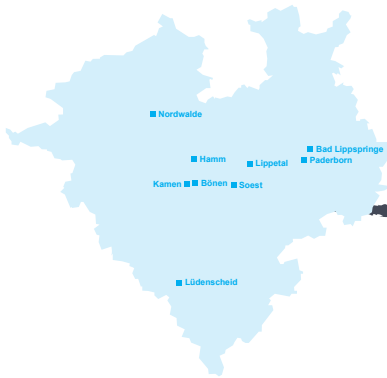 Nordwalde
Bad Lippspringe
Hamm
Lippetal
Paderborn
Kamen
Bönen
Soest
Lüdenscheid